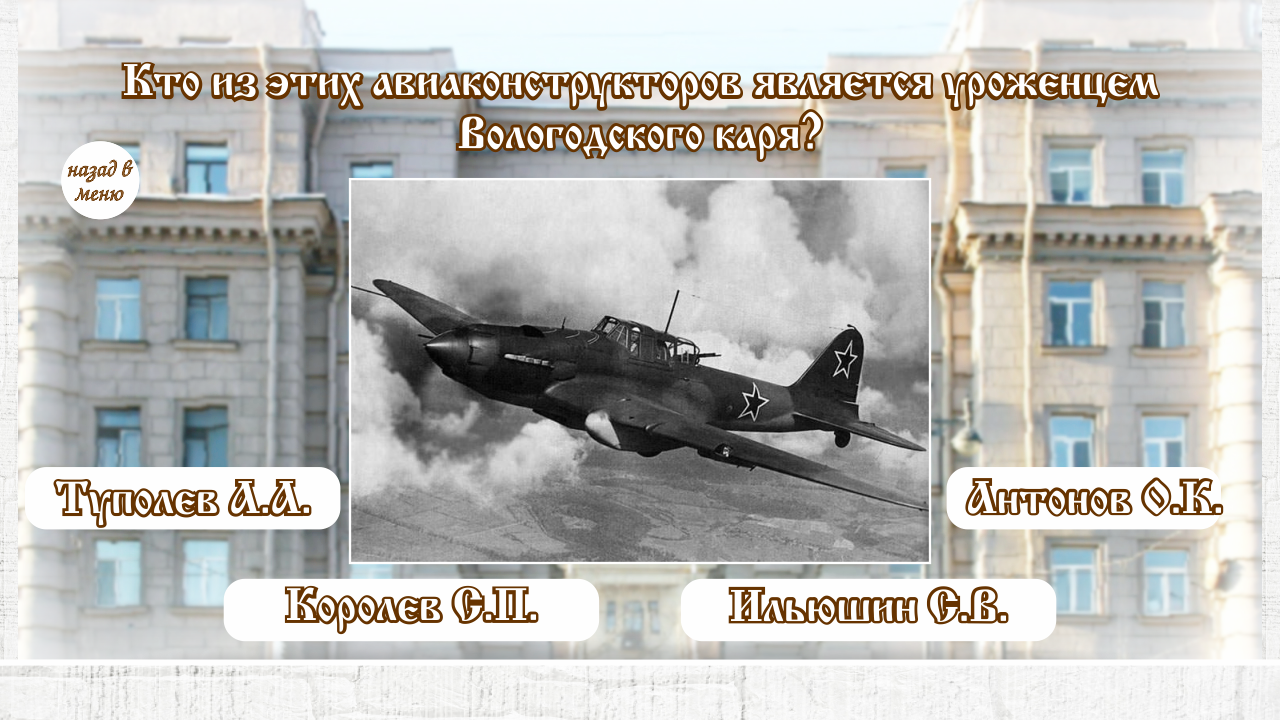 Кто из этих авиаконструкторов является уроженцем
Вологодского каря?
назад в
меню
Туполев А.А.
Антонов О.К.
Королев С.П.
Ильюшин С.В.